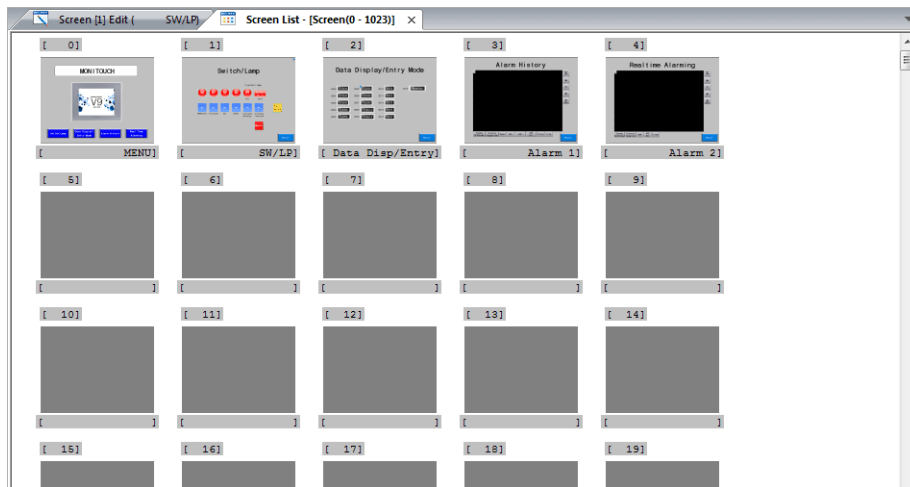 Screen [1] Edit ( SW/LP)
Screen List - [Screen(0 - 1023)] ×
[ 0] [ 1] [ 2] [ 3] [ 4]
MONITOUCH
V9
Switch/Lamp
Data Display/Entry Mode
Alarm History
Realtime Alarming
[ MENU] [ SW/LP] [ Data Disp/Entry] [ Alarm 1] [ Alarm 2]
[ 5] [ 6] [ 7] [ 8] [ 9]
[ ] [ ] [ ] [ ] [ ]
[ 10] [ 11] [ 12] [ 13] [ 14]
[ ] [ ] [ ] [ ] [ ]
[ 15] [ 16] [ 17] [ 18] [ 19]